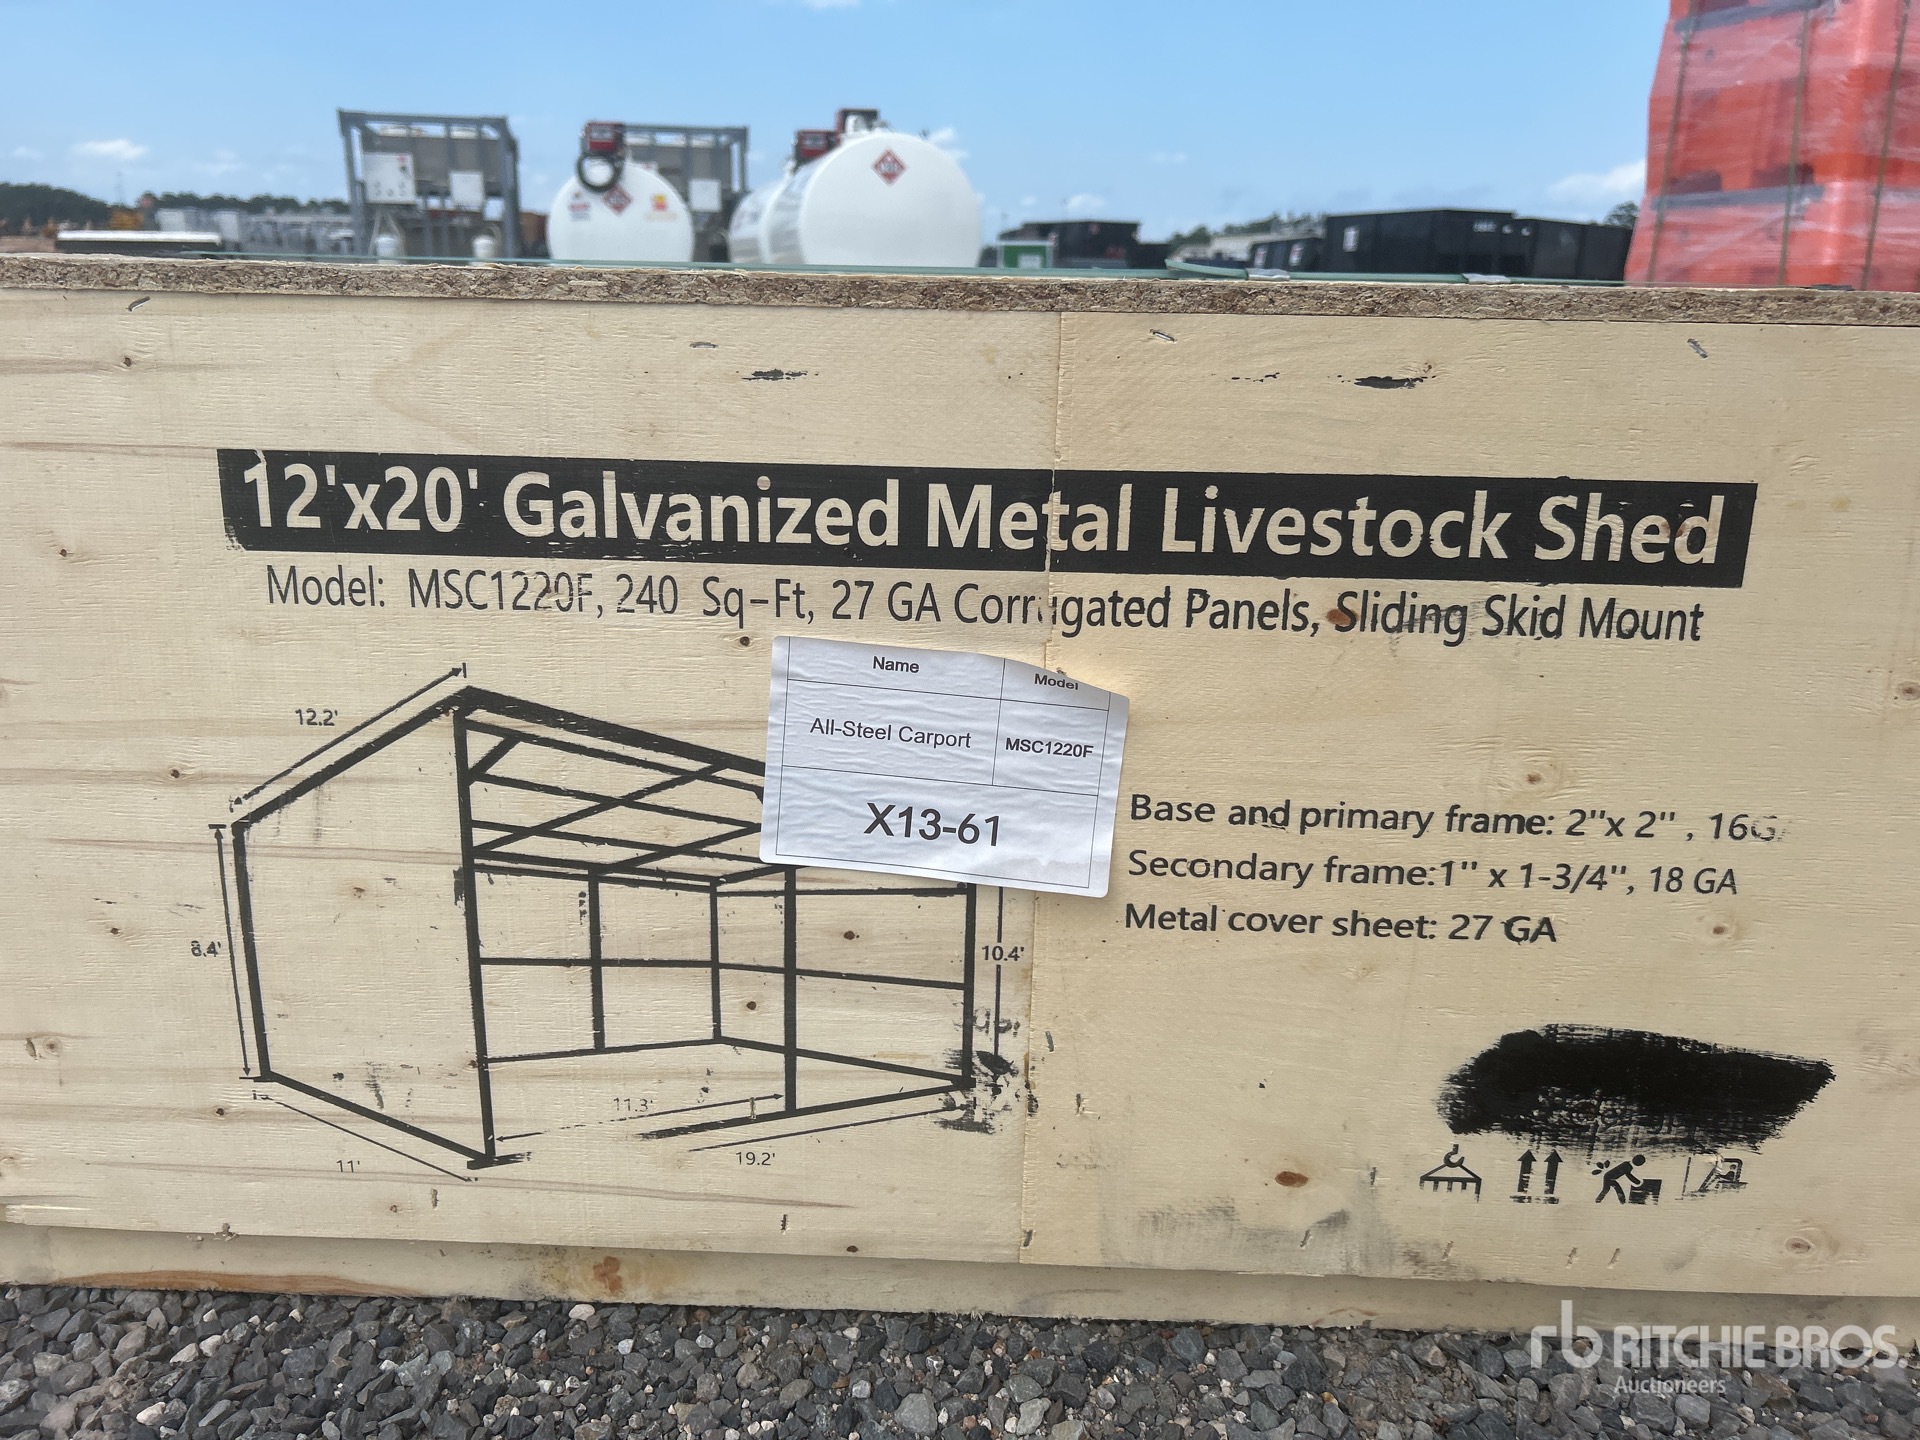 12'x20' Galvanized Metal Livestock Shed
Model: MSC1220F, 240 Sq-Ft, 27 GA Corrugated Panels, Sliding Skid Mount
Name
Model
All-Steel Carport
MSC1220F
X13-61
12.2'
8.4'
10.4'
11.3'
19.2'
11'
Base and primary frame: 2"x 2" , 16G
Secondary frame:1" x 1-3/4", 18 GA
Metal cover sheet: 27 GA
rb RITCHIE BROS.
Auctioneers